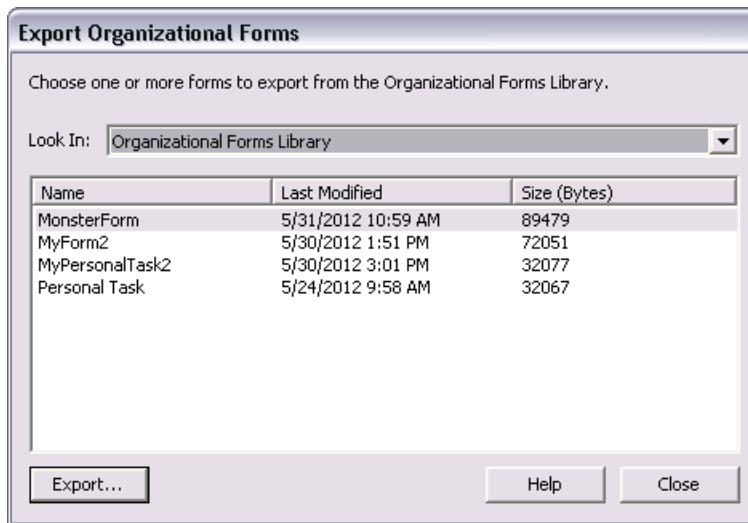 Export Organizational Forms
Choose one or more forms to export from the Organizational Forms Library.
Look In: Organizational Forms Library
Name Last Modified Size (Bytes)
MonsterForm 5/31/2012 10:59 AM 89479
MyForm2 5/30/2012 1:51 PM 72051
MyPersonalTask2 5/30/2012 3:01 PM 32077
Personal Task 5/24/2012 9:58 AM 32067
Export... Help Close